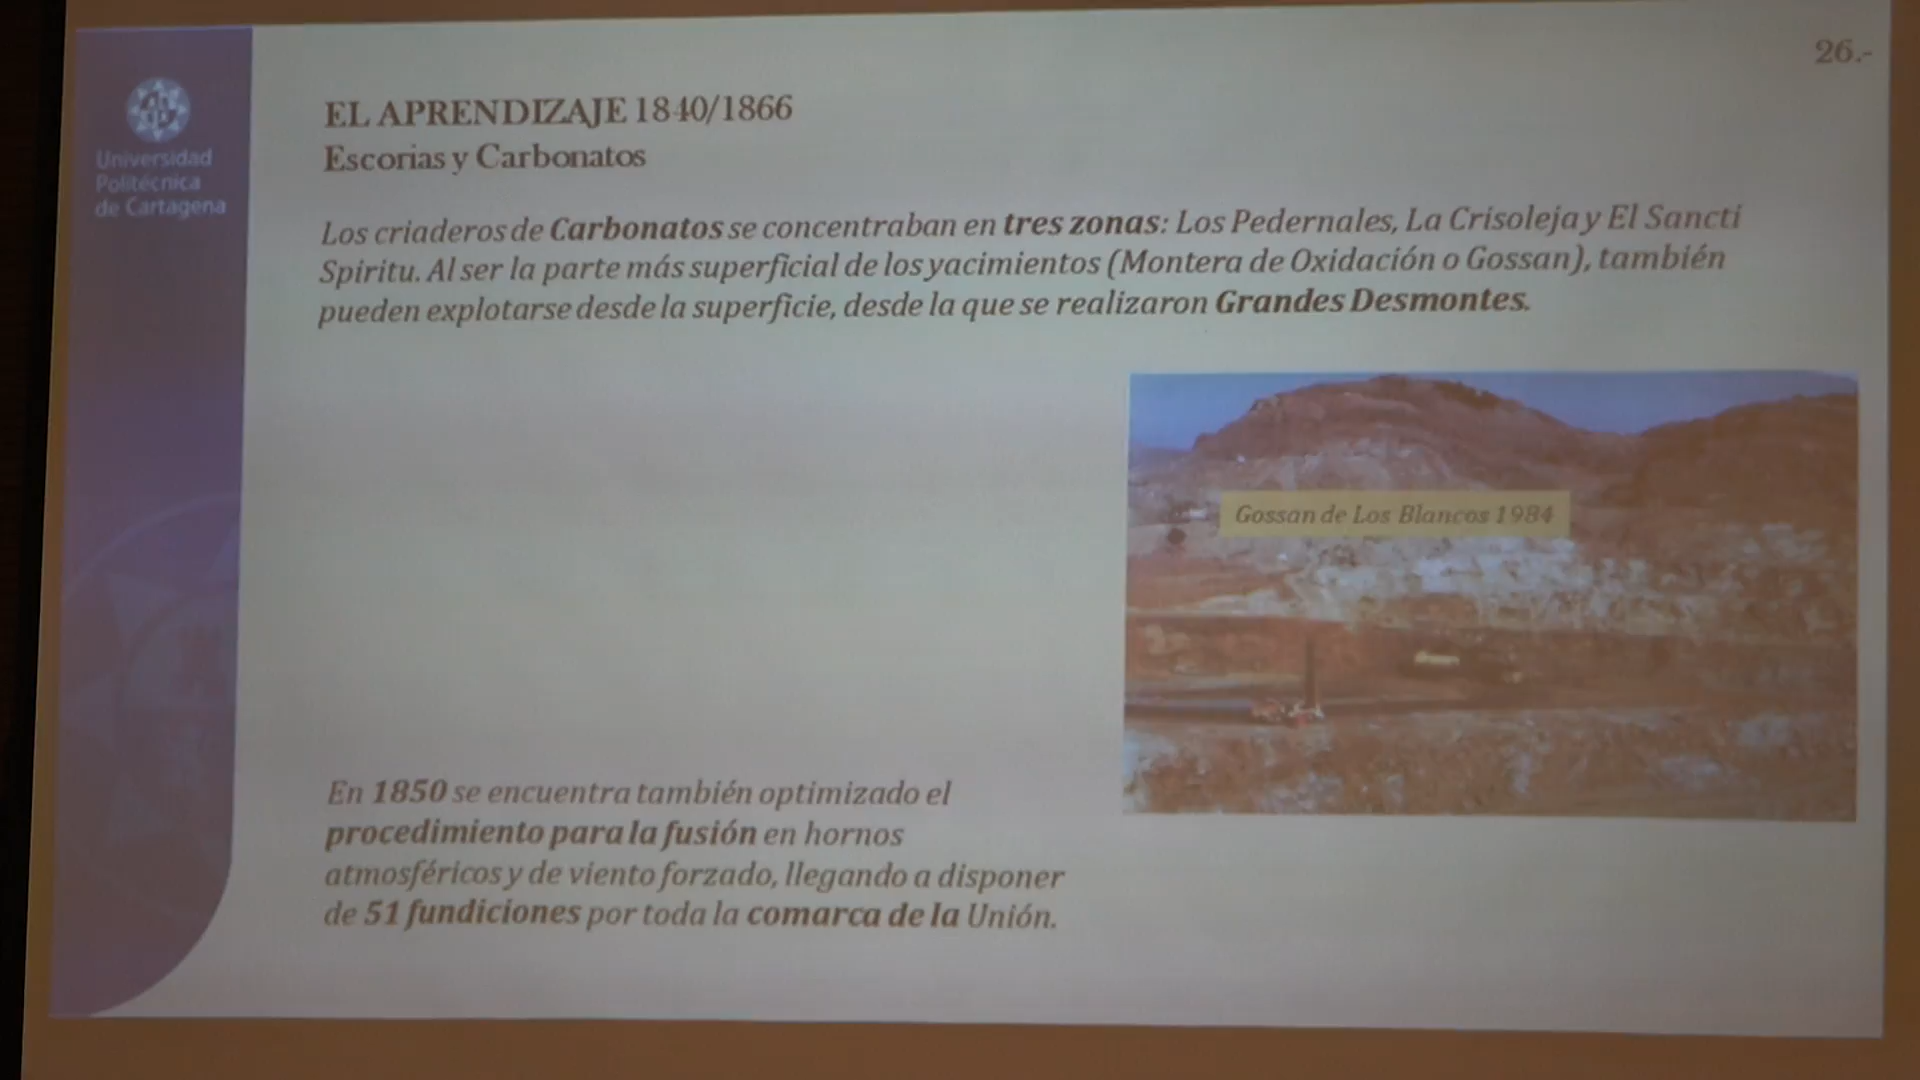 26.-
Universidad
Politécnica
de Cartagena
EL APRENDIZAJE 1840/1866
Escorias y Carbonatos
Los criaderos de Carbonatos se concentraban en tres zonas: Los Pedernales, La Crisoleja y El Sancti
Spiritu. Al ser la parte más superficial de los yacimientos (Montera de Oxidación o Gossan), también
pueden explotarse desde la superficie, desde la que se realizaron Grandes Desmontes.
Gossan de Los Blancos 1984
En 1850 se encuentra también optimizado el
procedimiento para la fusión en hornos
atmosféricos y de viento forzado, llegando a disponer
de 51 fundiciones por toda la comarca de la Unión.